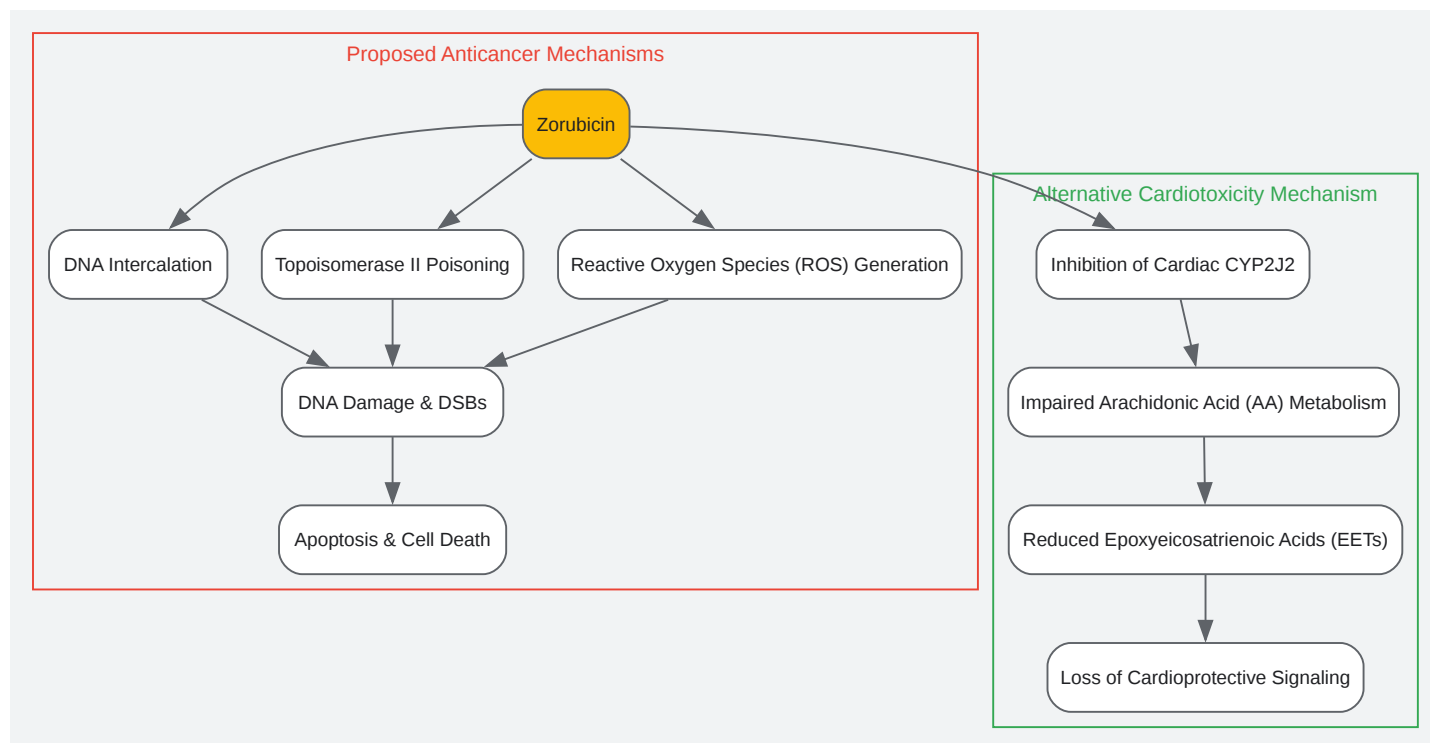 Proposed Anticancer Mechanisms
Zorubicin
Alternative Cardiotoxicity Mechanism
DNA Intercalation
Topoisomerase II Poisoning
Reactive Oxygen Species (ROS) Generation
Inhibition of Cardiac CYP2J2
DNA Damage & DSBs
Impaired Arachidonic Acid (AA) Metabolism
Apoptosis & Cell Death
Reduced Epoxyeicosatrienoic Acids (EETs)
Loss of Cardioprotective Signaling